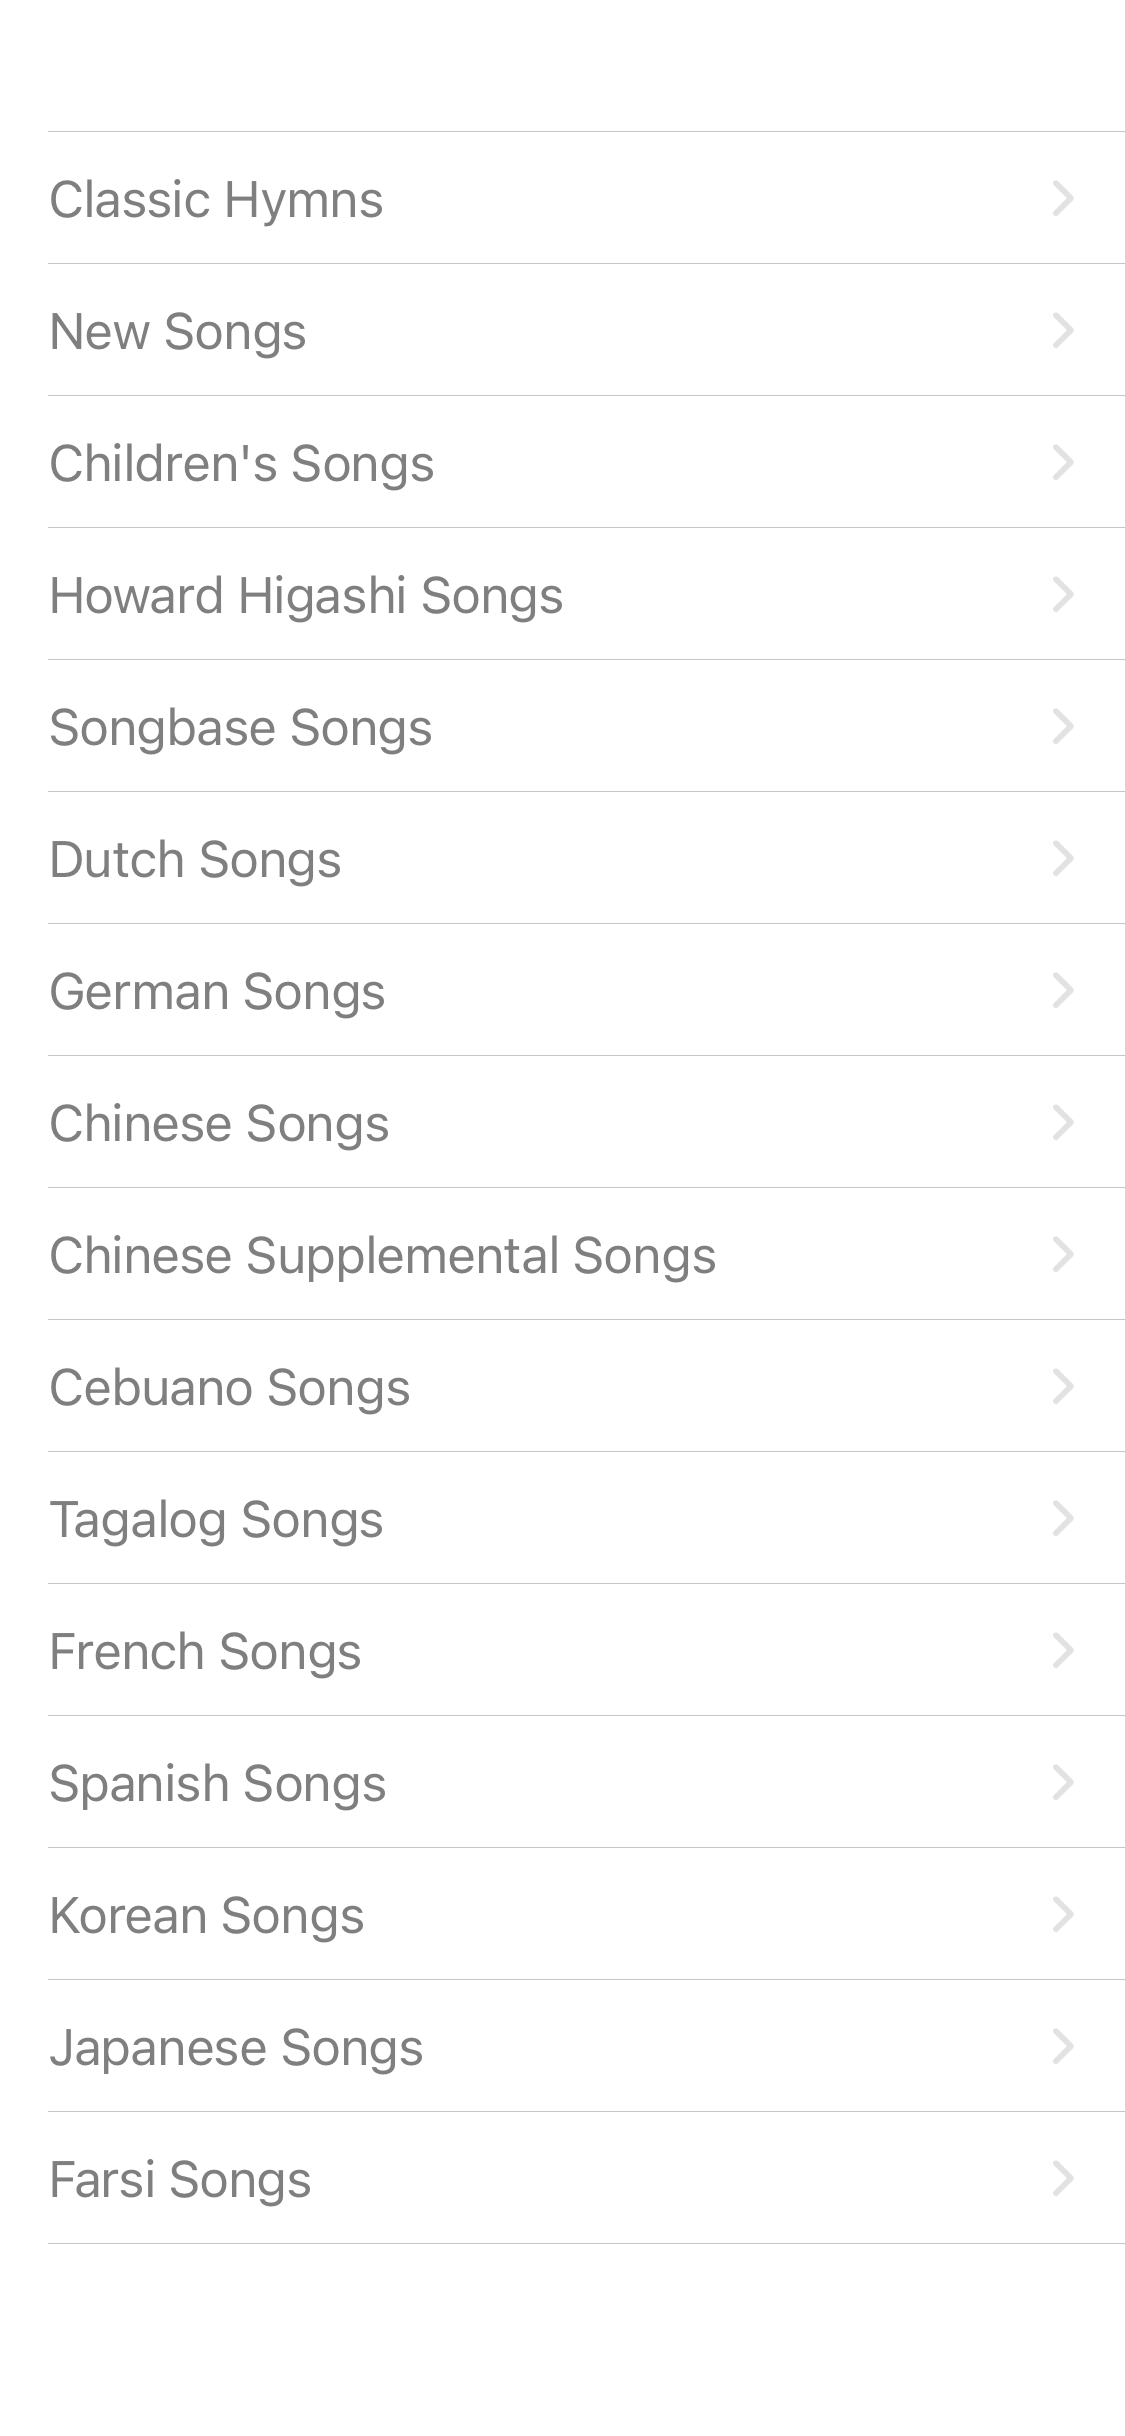 Classic Hymns
New Songs
Children's Songs
Howard Higashi Songs
Songbase Songs
Dutch Songs
German Songs
Chinese Songs
Chinese Supplemental Songs
Cebuano Songs
Tagalog Songs
French Songs
Spanish Songs
Korean Songs
Japanese Songs
Farsi Songs